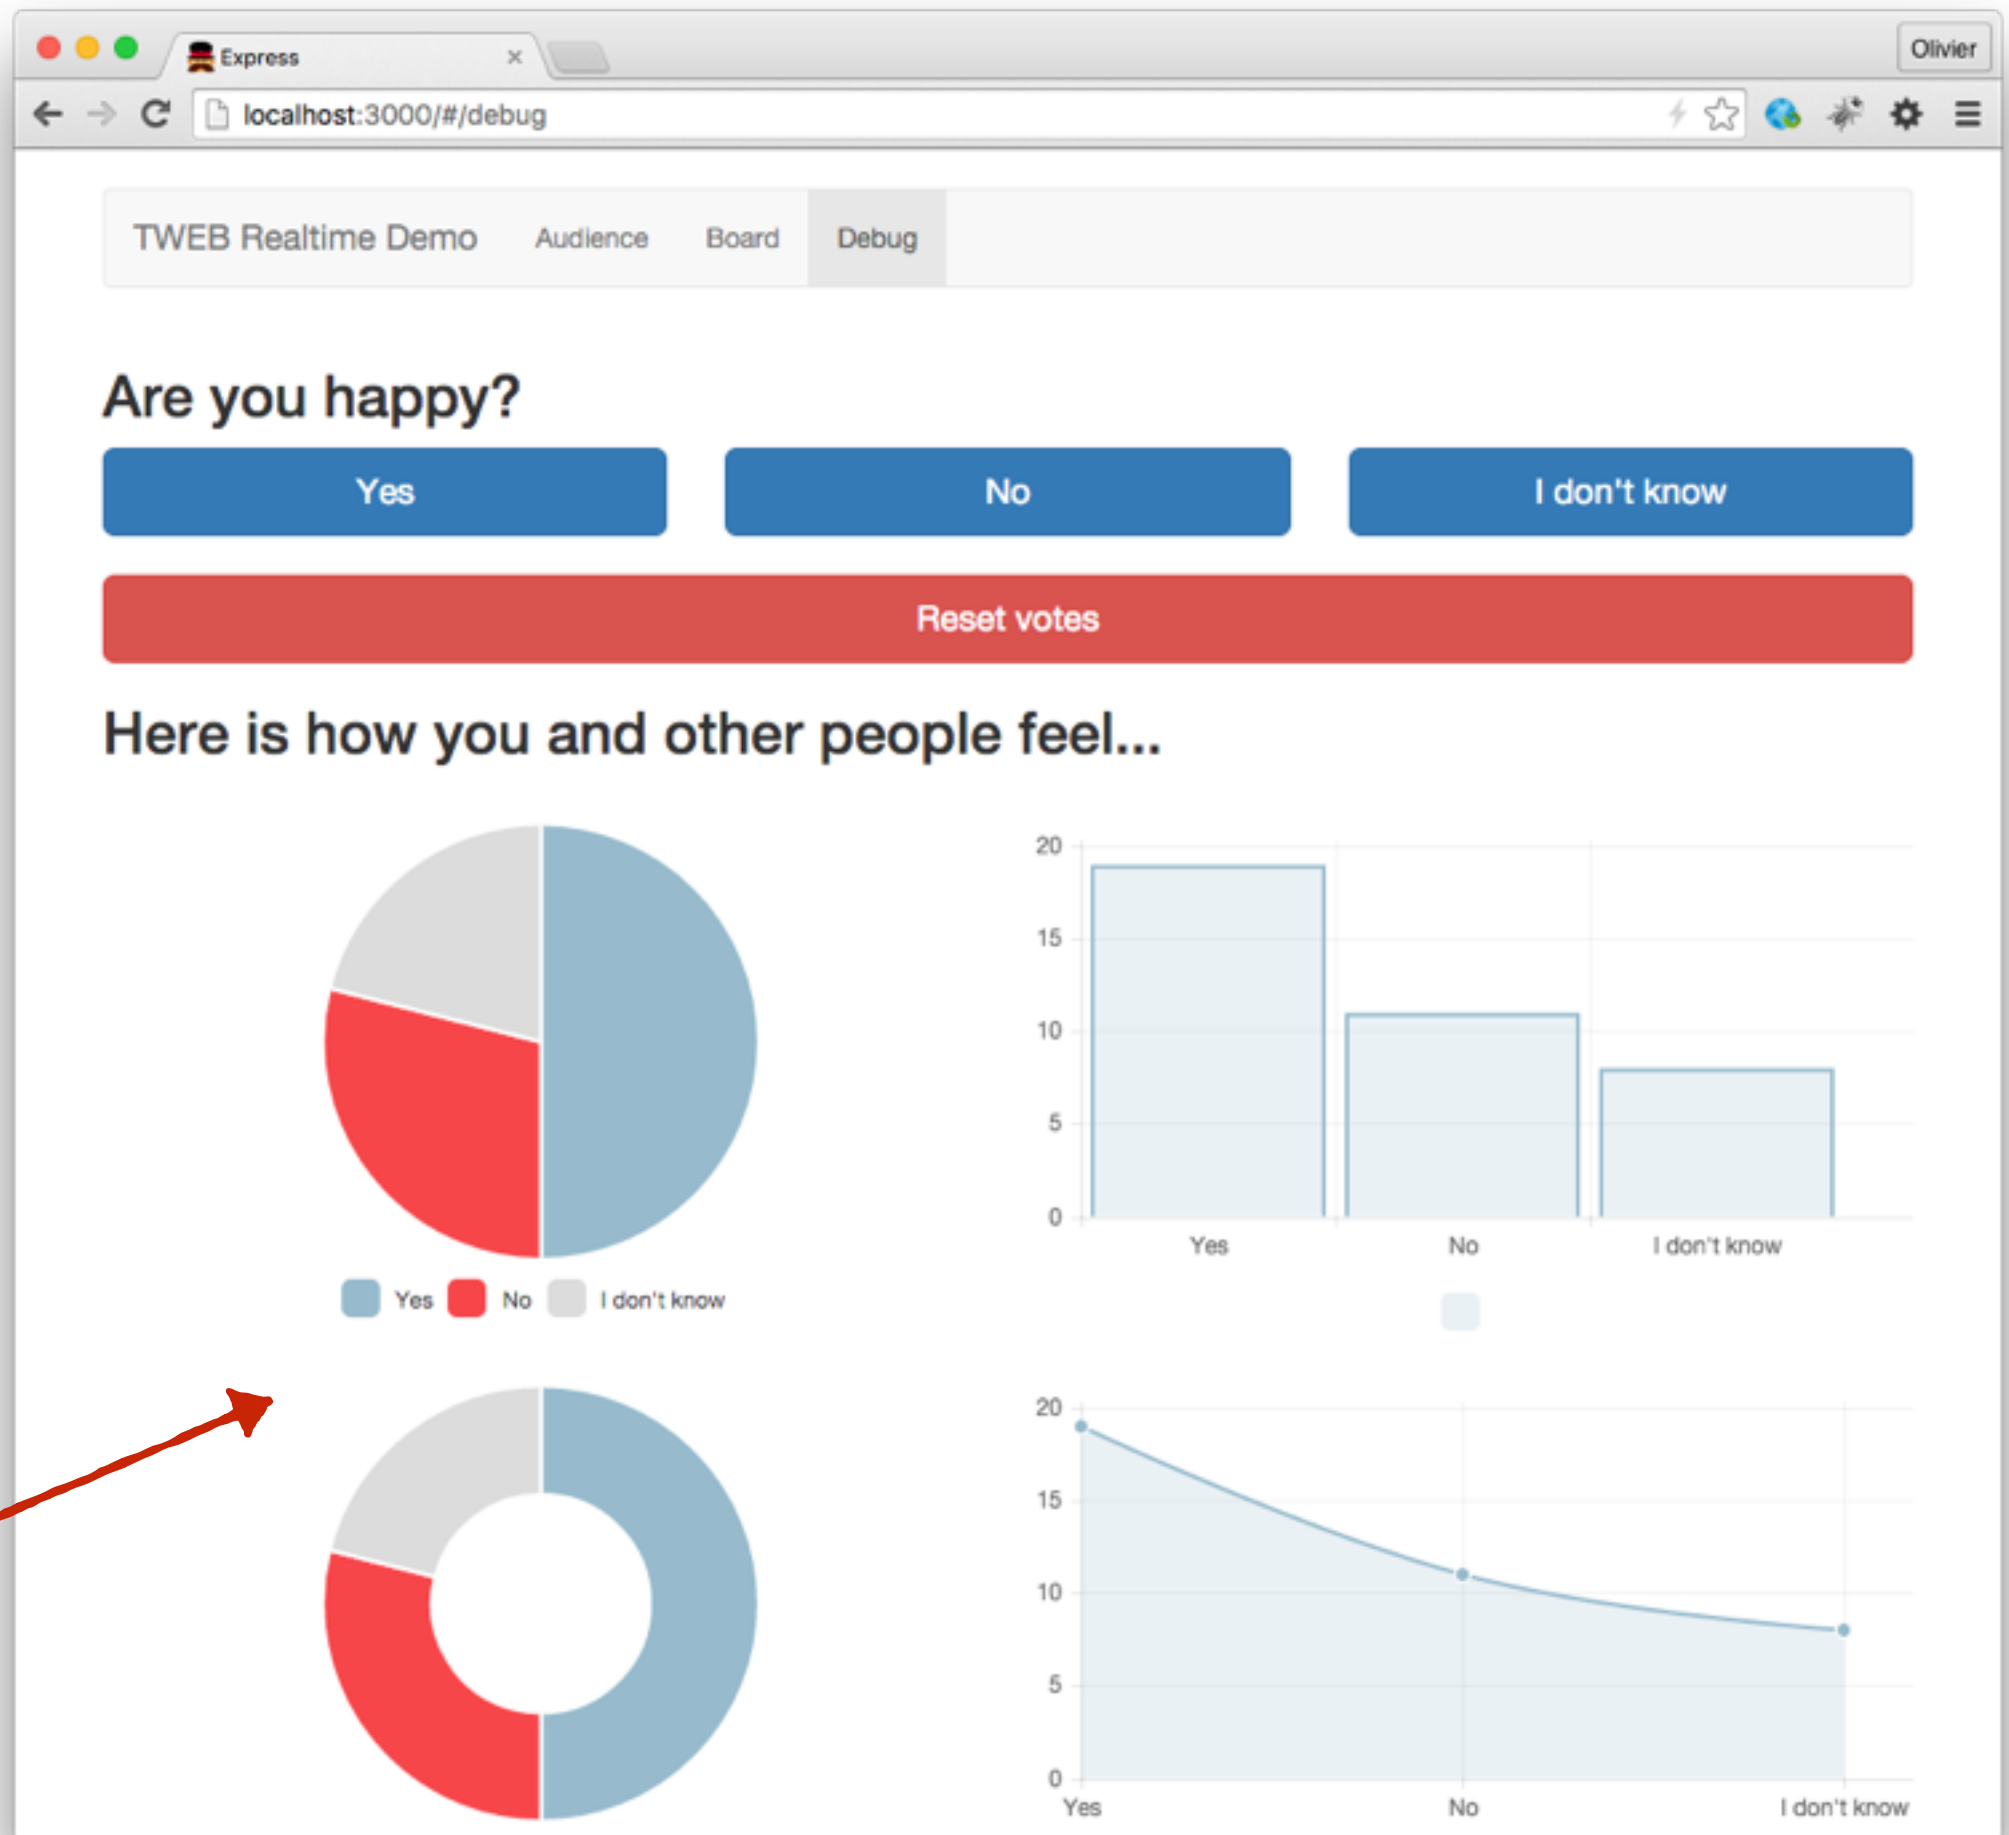 Express
Olivier
localhost:3000/#/debug
TWEB Realtime Demo Audience Board Debug
Are you happy?
Yes No I don't know
Reset votes
Here is how you and other people feel...
Yes No I don't know
20
15
10
5
0
Yes No I don't know
20
15
10
5
0
Yes No I don't know